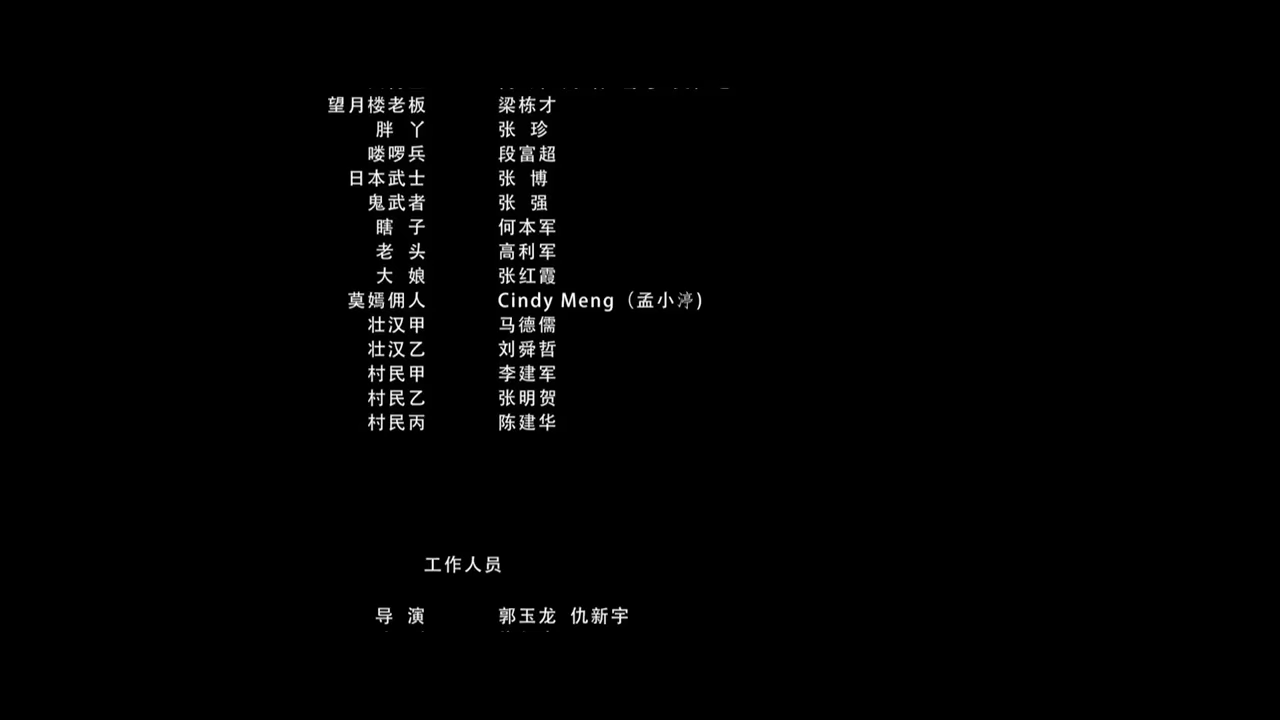 望月楼老板 梁栋才
胖 丫 张 珍
喽啰兵 段富超
日本武士 张 博
鬼武者 张 强
瞎 子 何本军
老 头 高利军
大 娘 张红霞
莫嫣佣人 Cindy Meng（孟小渟)
壮汉甲 马德儒
壮汉乙 刘舜哲
村民甲 李建军
村民乙 张明贺
村民丙 陈建华
工作人员
导 演 郭玉龙 仇新宇